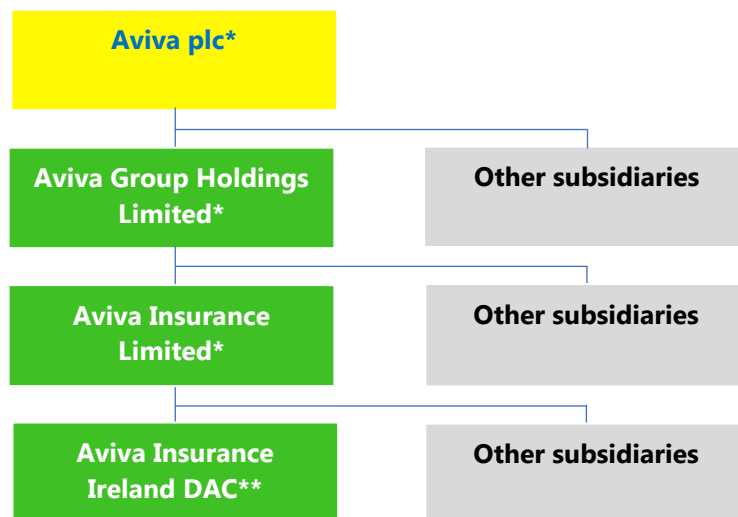 Aviva plc*
Aviva Group Holdings
Limited*
Other subsidiaries
Aviva Insurance
Limited*
Other subsidiaries
Aviva Insurance
Ireland DAC**
Other subsidiaries